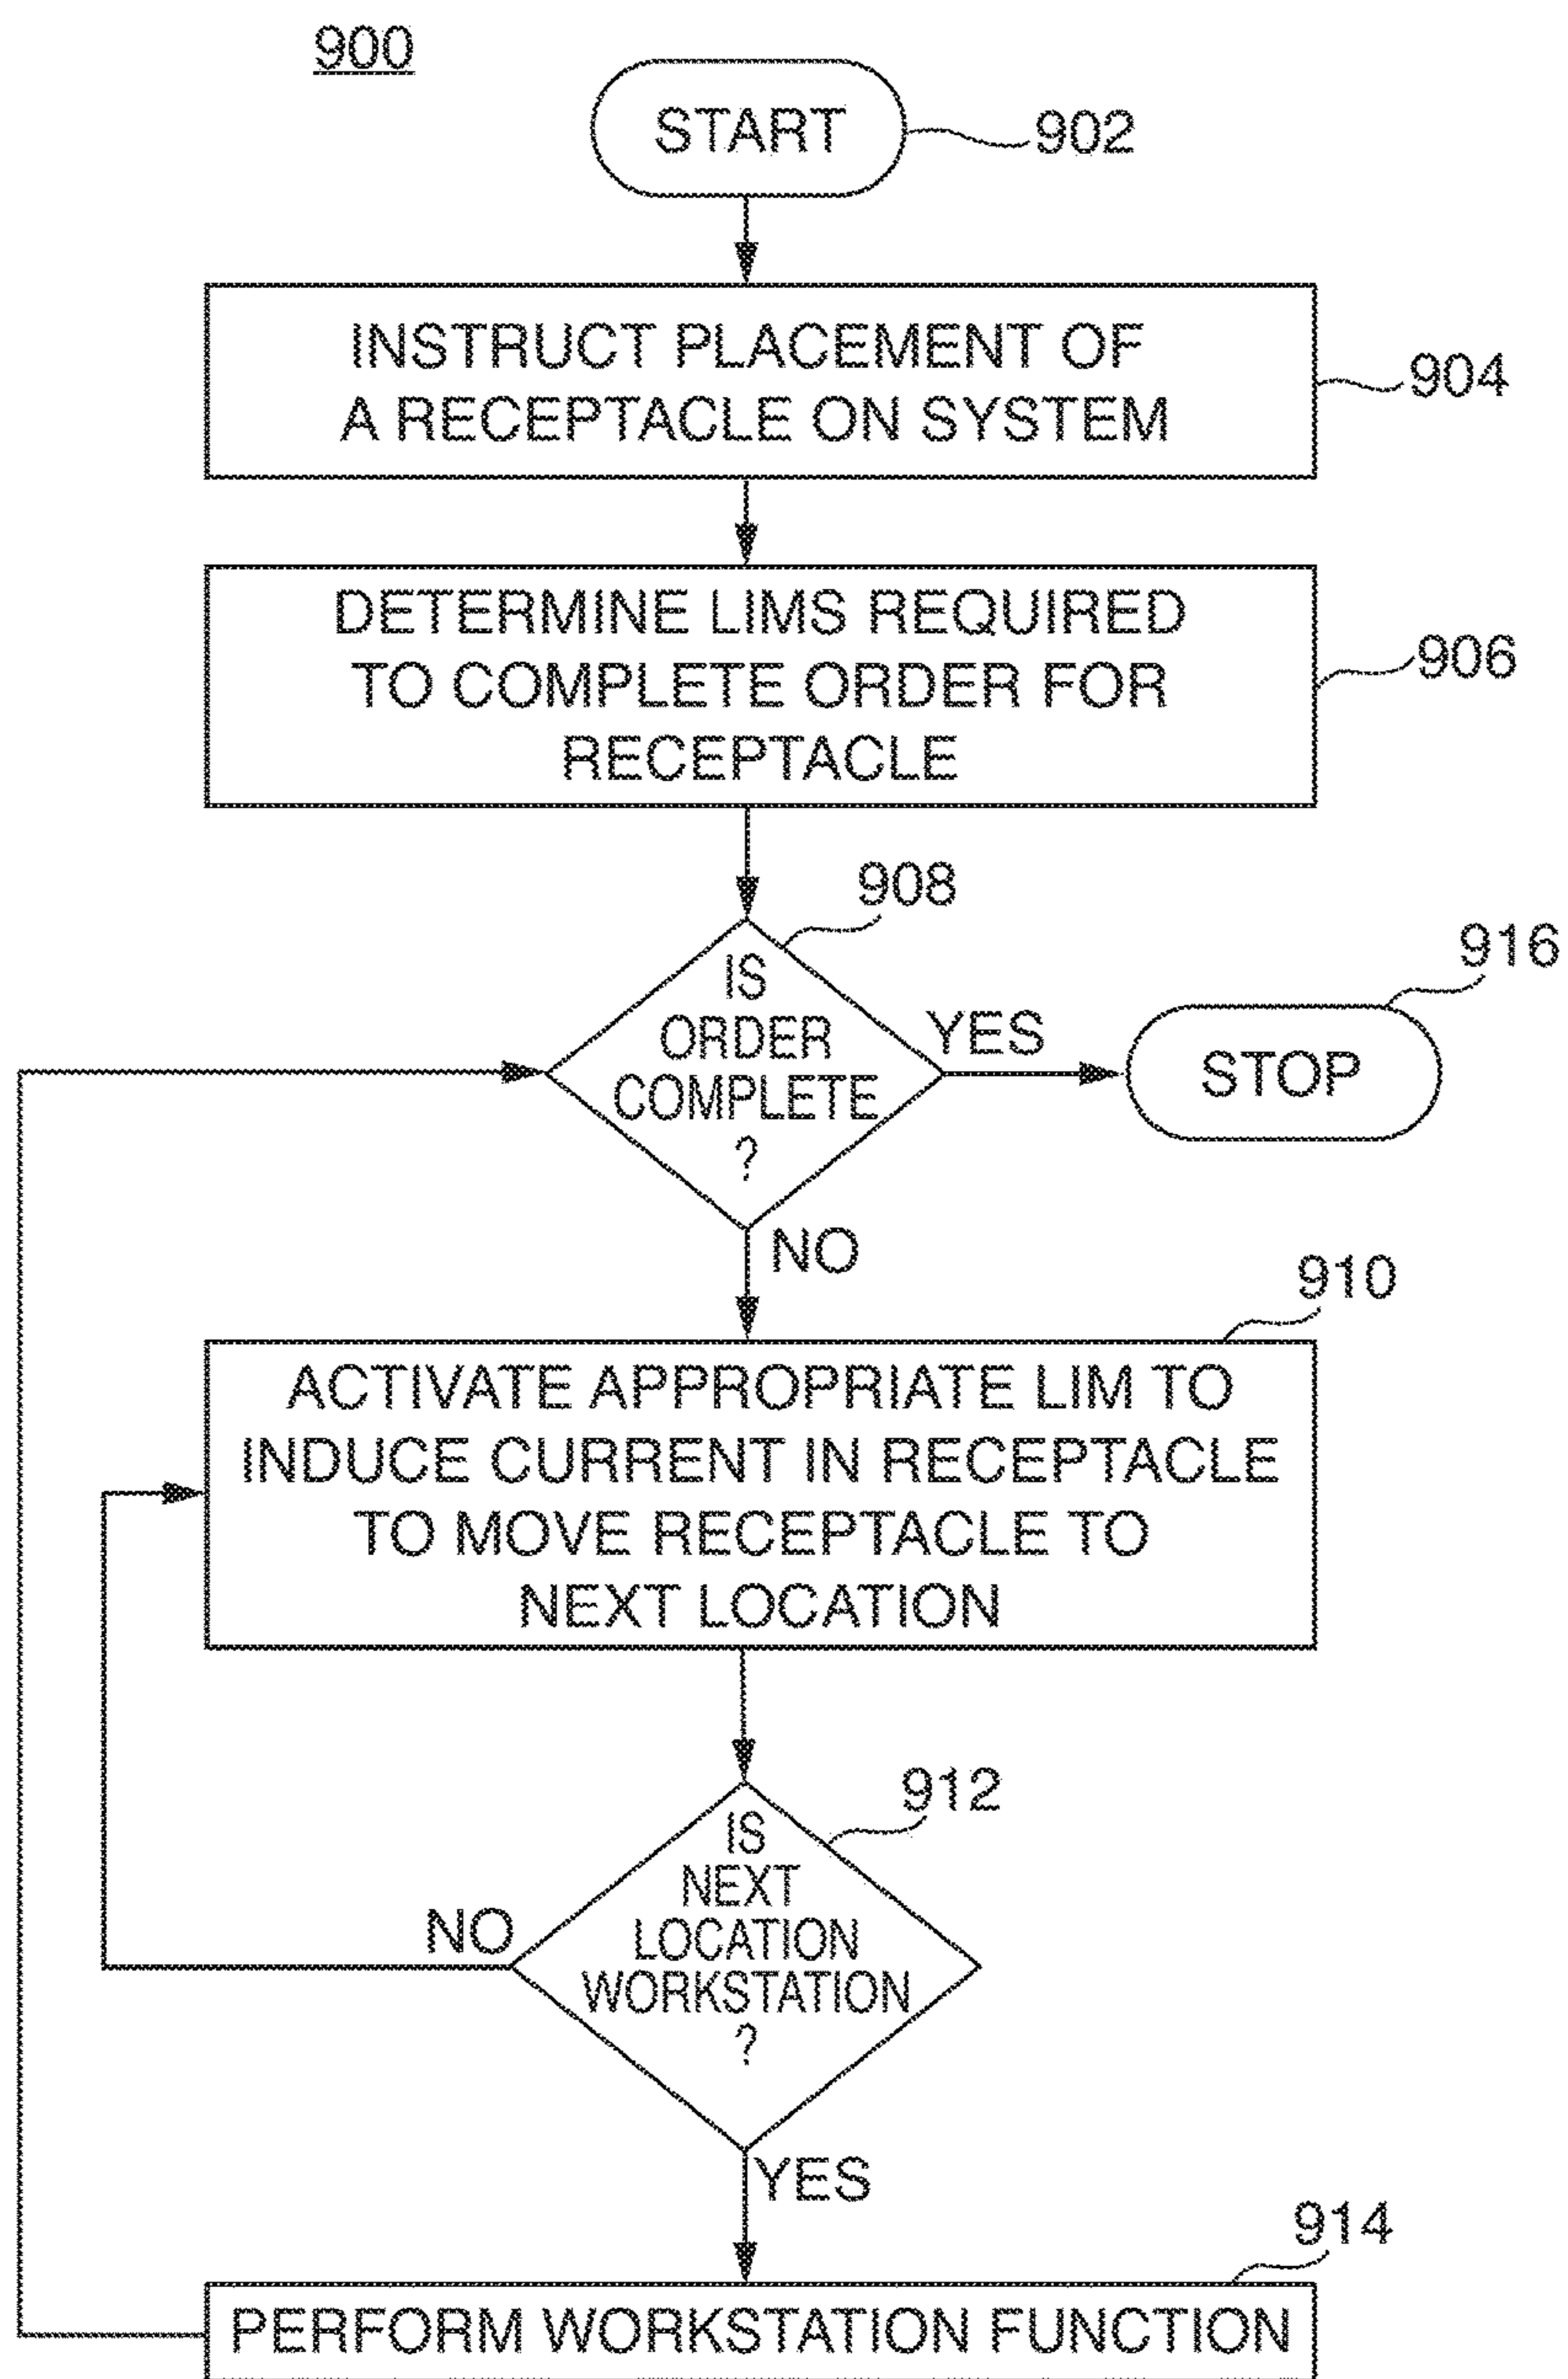 900
START
902
INSTRUCT PLACEMENT OF
A RECEPTACLE ON SYSTEM
904
DETERMINE LIMS REQUIRED
TO COMPLETE ORDER FOR
RECEPTACLE
906
908
IS
ORDER
COMPLETE
?
YES
916
STOP
NO
910
ACTIVATE APPROPRIATE LIM TO
INDUCE CURRENT IN RECEPTACLE
TO MOVE RECEPTACLE TO
NEXT LOCATION
912
IS
NEXT
LOCATION
WORKSTATION
?
NO
YES
914
PERFORM WORKSTATION FUNCTION